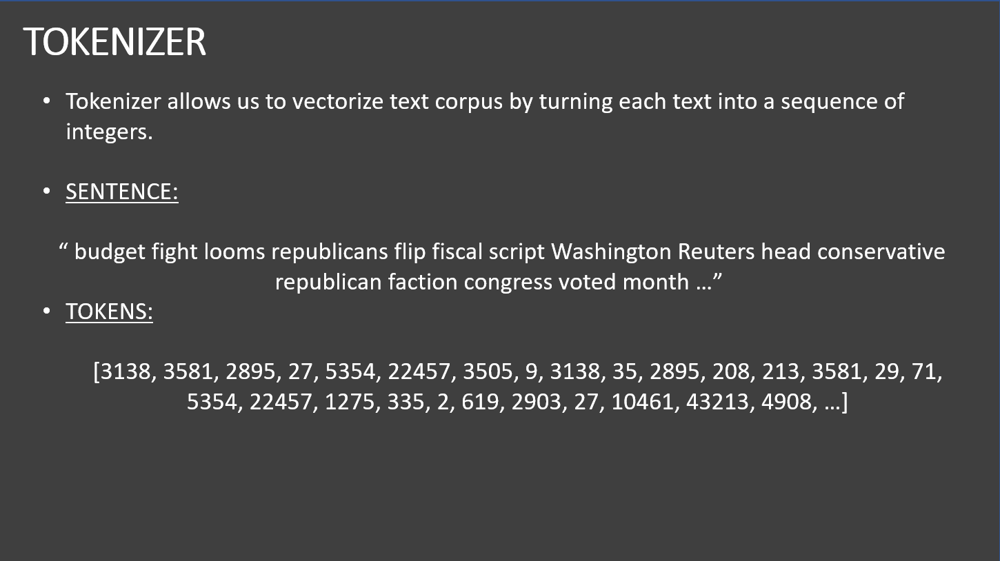 TOKENIZER
• Tokenizer allows us to vectorize text corpus by turning each text into a sequence of
integers.
• SENTENCE:
“ budget fight looms republicans flip fiscal script Washington Reuters head conservative
republican faction congress voted month …”
• TOKENS:
[3138, 3581, 2895, 27, 5354, 22457, 3505, 9, 3138, 35, 2895, 208, 213, 3581, 29, 71,
5354, 22457, 1275, 335, 2, 619, 2903, 27, 10461, 43213, 4908, …]